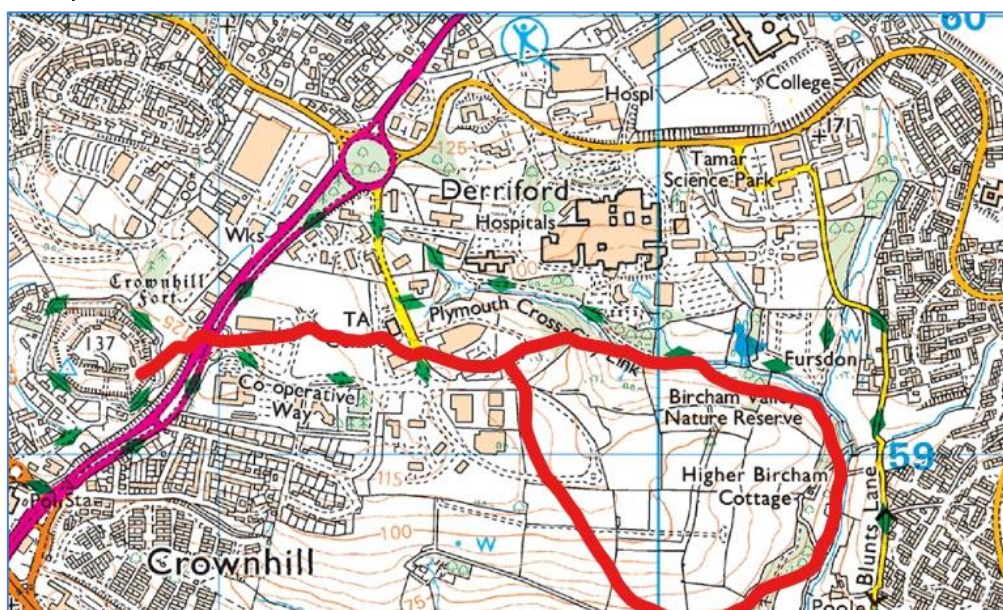 60
Hospl
College
171
125
Tamar
Science Park
Derriford
Hospitals
Wks
100
Crownhill
Fort
125
TA
Plymouth Cross City Link
W
137
Fursdon
Co-operative
Way
Bircham Valley
Nature Reserve
59
115
Higher Bircham
Cottage
Pol Sta
100
W
Crownhill
75
Blunts Lane